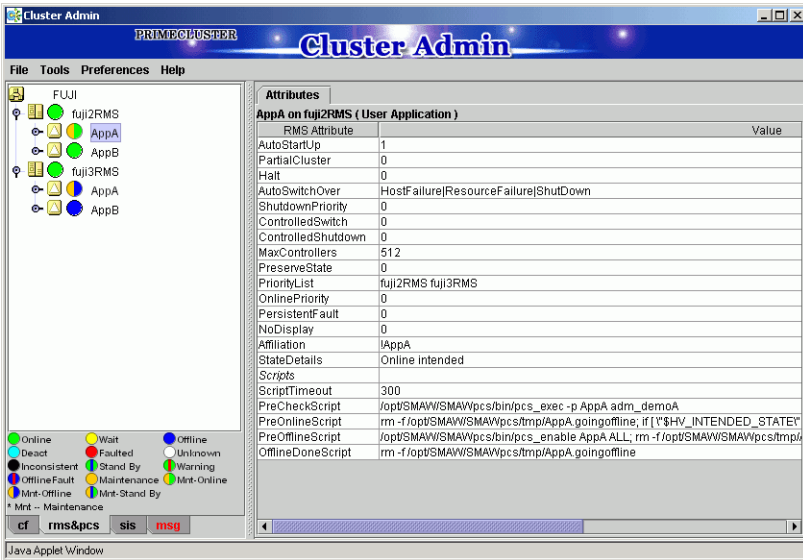 Cluster Admin
PRIMECLUSTER
Cluster Admin
File Tools Preferences Help
FUJI
fuji2RMS
AppA
AppB
fuji3RMS
AppA
AppB
Online Wait Offline
Deact Faulted Unknown
Inconsistent Stand By Warning
OfflineFault Maintenance Mnt-Online
Mnt-Offline Mnt-Stand By
* Mnt -- Maintenance
cf rms&pcs sis msg
Attributes
AppA on fuji2RMS ( User Application )
RMS Attribute Value
AutoStartUp 1
PartialCluster 0
Halt 0
AutoSwitchOver HostFailure|ResourceFailure|ShutDown
ShutdownPriority 0
ControlledSwitch 0
ControlledShutdown 0
MaxControllers 512
PreserveState 0
PriorityList fuji2RMS fuji3RMS
OnlinePriority 0
PersistentFault 0
NoDisplay 0
Affiliation !AppA
StateDetails Online intended
Scripts
ScriptTimeout 300
PreCheckScript /opt/SMAW/SMAWpcs/bin/pcs_exec -p AppA adm_demoA
PreOnlineScript rm -f /opt/SMAW/SMAWpcs/tmp/AppA.goingoffline; if [ \"$HV_INTENDED_STATE\"
PreOfflineScript /opt/SMAW/SMAWpcs/bin/pcs_enable AppA ALL; rm -f /opt/SMAW/SMAWpcs/tmp/
OfflineDoneScript rm -f /opt/SMAW/SMAWpcs/tmp/AppA.goingoffline
Java Applet Window